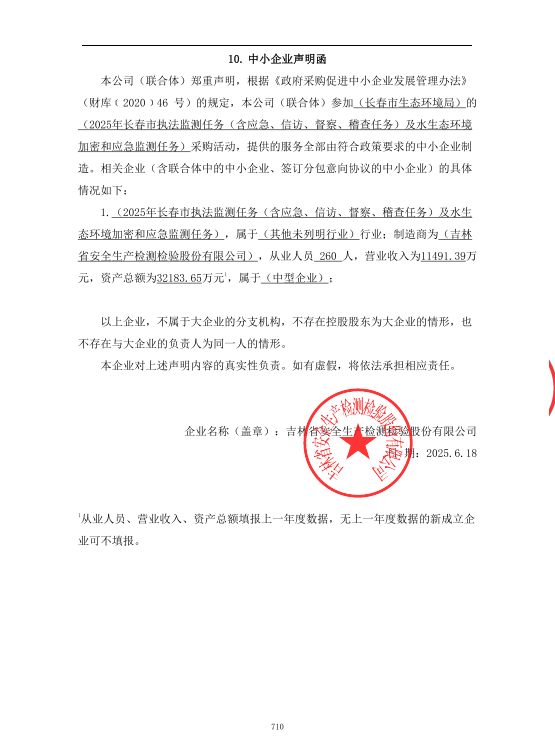 10. 中小企业声明函
本公司（联合体）郑重声明，根据《政府采购促进中小企业发展管理办法》
（财库﹝2020﹞46 号）的规定，本公司（联合体）参加（长春市生态环境局）的
（2025年长春市执法监测任务（含应急、信访、督察、稽查任务）及水生态环境
加密和应急监测任务）采购活动，提供的服务全部由符合政策要求的中小企业制
造。相关企业（含联合体中的中小企业、签订分包意向协议的中小企业）的具体
情况如下：
1.（2025年长春市执法监测任务（含应急、信访、督察、稽查任务）及水生
态环境加密和应急监测任务），属于（其他未列明行业）行业；制造商为（吉林
省安全生产检测检验股份有限公司），从业人员 260 人，营业收入为11491.39万
元，资产总额为32183.65万元¹，属于（中型企业）；
以上企业，不属于大企业的分支机构，不存在控股股东为大企业的情形，也
不存在与大企业的负责人为同一人的情形。
本企业对上述声明内容的真实性负责。如有虚假，将依法承担相应责任。
吉林省安全生产检测检验股份有限公司
企业名称（盖章）：吉林省安全生产检测检验股份有限公司
日 期：2025.6.18
¹从业人员、营业收入、资产总额填报上一年度数据，无上一年度数据的新成立企
业可不填报。
710